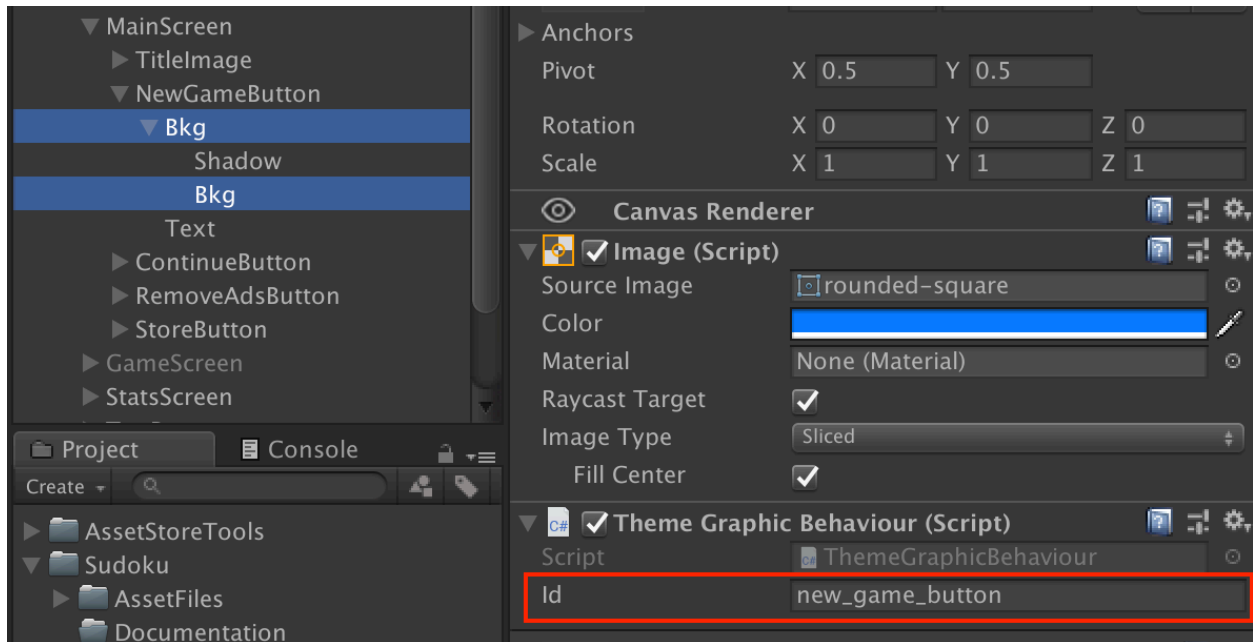 MainScreen
TitleImage
NewGameButton
Bkg
Shadow
Bkg
Text
ContinueButton
RemoveAdsButton
StoreButton
GameScreen
StatsScreen
Project
Console
Create
AssetStoreTools
Sudoku
AssetFiles
Documentation
Anchors
Pivot X 0.5 Y 0.5
Rotation X 0 Y 0 Z 0
Scale X 1 Y 1 Z 1
Canvas Renderer
Image (Script)
Source Image rounded-square
Color
Material None (Material)
Raycast Target
Image Type Sliced
Fill Center
C# Theme Graphic Behaviour (Script)
Script ThemeGraphicBehaviour
Id new_game_button